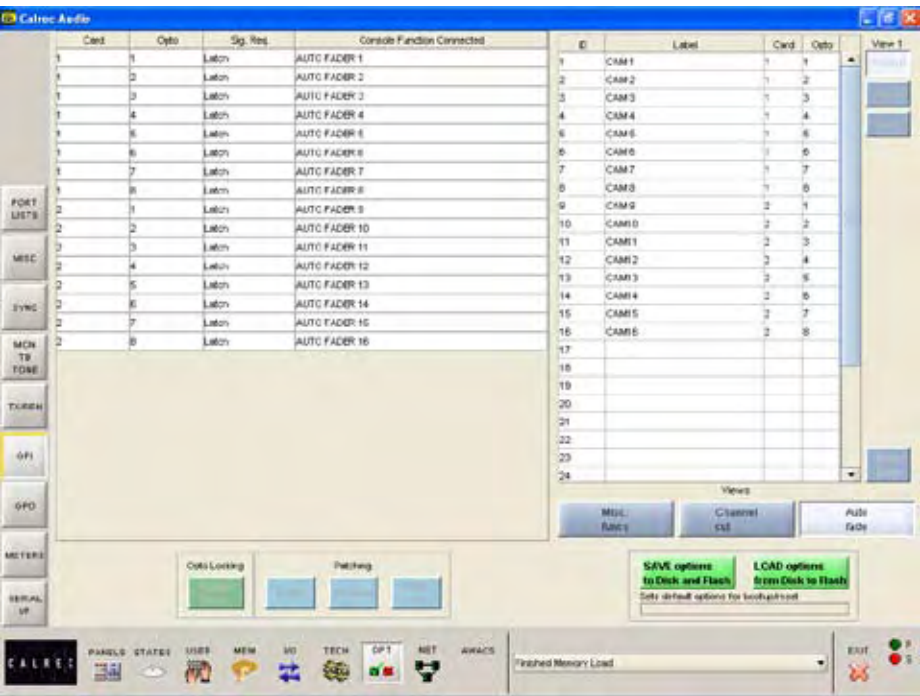 Calrec Audio
Card Opto Sig. Req. Console Function Connected
1 1 Latch AUTO FADER 1
1 2 Latch AUTO FADER 2
1 3 Latch AUTO FADER 3
1 4 Latch AUTO FADER 4
1 5 Latch AUTO FADER 5
1 6 Latch AUTO FADER 6
1 7 Latch AUTO FADER 7
1 8 Latch AUTO FADER 8
2 1 Latch AUTO FADER 9
2 2 Latch AUTO FADER 10
2 3 Latch AUTO FADER 11
2 4 Latch AUTO FADER 12
2 5 Latch AUTO FADER 13
2 6 Latch AUTO FADER 14
2 7 Latch AUTO FADER 15
2 8 Latch AUTO FADER 16
ID Label Card Opto
1 CAM 1 1 1
2 CAM 2 1 2
3 CAM 3 1 3
4 CAM 4 1 4
5 CAM 5 1 5
6 CAM 6 1 6
7 CAM 7 1 7
8 CAM 8 1 8
9 CAM 9 2 1
10 CAM10 2 2
11 CAM11 2 3
12 CAM12 2 4
13 CAM13 2 5
14 CAM14 2 6
15 CAM15 2 7
16 CAM16 2 8
17
18
19
20
21
22
23
24
View 1
PORT
LISTS
MISC
SYNC
MON
TB
TONE
TX/REH
GPI
GPO
METERS
SERIAL
I/F
Views
Misc.
funcs
Channel
cut
Auto
fade
Opto Locking
Patching
SAVE options
to Disk and Flash
LOAD options
from Disk to Flash
Sets default options for bootup/reset
CALREC
PANELS STATES USER MEM I/O TECH OPT NET AWACS
Finished Memory Load
EXIT
P
S